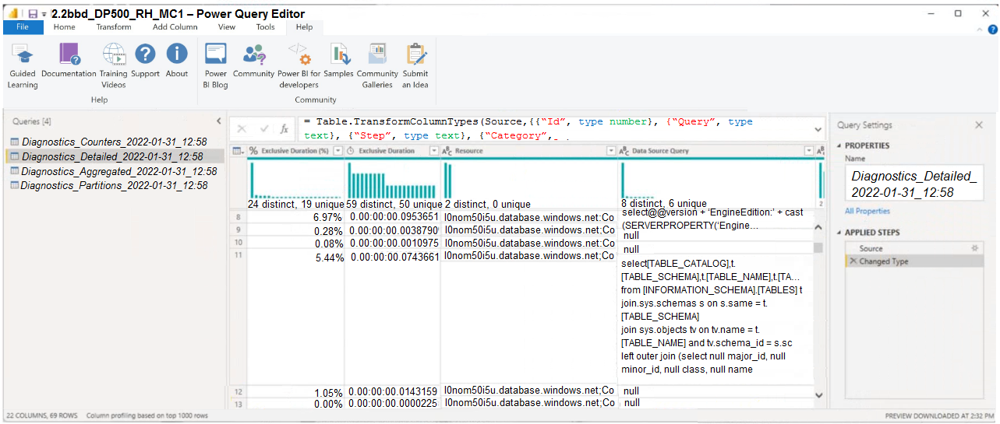 2.2bbd_DP500_RH_MC1 – Power Query Editor
File Home Transform Add Column View Tools Help
Guided Learning
Documentation
Training Videos
Support
About
Power BI Blog
Community
Power BI for developers
Samples
Community Galleries
Submit an Idea
Help
Community
Queries [4]
Diagnostics_Counters_2022-01-31_12:58
Diagnostics_Detailed_2022-01-31_12:58
Diagnostics_Aggregated_2022-01-31_12:58
Diagnostics_Partitions_2022-01-31_12:58
fx
= Table.TransformColumnTypes(Source,{{“Id”, type number}, {“Query”, type
text}, {“Step”, type text}, {“Category”,
% Exclusive Duration (%) Exclusive Duration ABC Resource ABC Data Source Query
24 distinct, 19 unique 59 distinct, 50 unique 2 distinct, 0 unique 8 distinct, 6 unique 2
8 6.97% 0.00:00:00.0953651 l0nom50i5u.database.windows.net;Co select@@version + ‘EngineEdition:’ + cast
(SERVERPROPERTY(‘Engine...
9 0.28% 0.00:00:00.0038790 l0nom50i5u.database.windows.net;Co null
10 0.08% 0.00:00:00.0010975 l0nom50i5u.database.windows.net;Co null
11 5.44% 0.00:00:00.0743661 l0nom50i5u.database.windows.net;Co
select[TABLE_CATALOG],t.
[TABLE_SCHEMA],t.[TABLE_NAME],t.[TA...
from [INFORMATION_SCHEMA].[TABLES] t
join.sys.schemas s on s.same = t.
[TABLE_SCHEMA]
join sys.objects tv on tv.name = t.
[TABLE_NAME] and tv.schema_id = s.sc
left outer join (select null major_id, null
minor_id, null class, null name
12 1.05% 0.00:00:00.0143159 l0nom50i5u.database.windows.net;Co null
13 0.00% 0.00:00:00.0000225 l0nom50i5u.database.windows.net;Co null
Query Settings
PROPERTIES
Name
Diagnostics_Detailed_
2022-01-31_12:58
All Properties
APPLIED STEPS
Source
Changed Type
22 COLUMNS, 69 ROWS Column profiling based on top 1000 rows
PREVIEW DOWNLOADED AT 2:32 PM